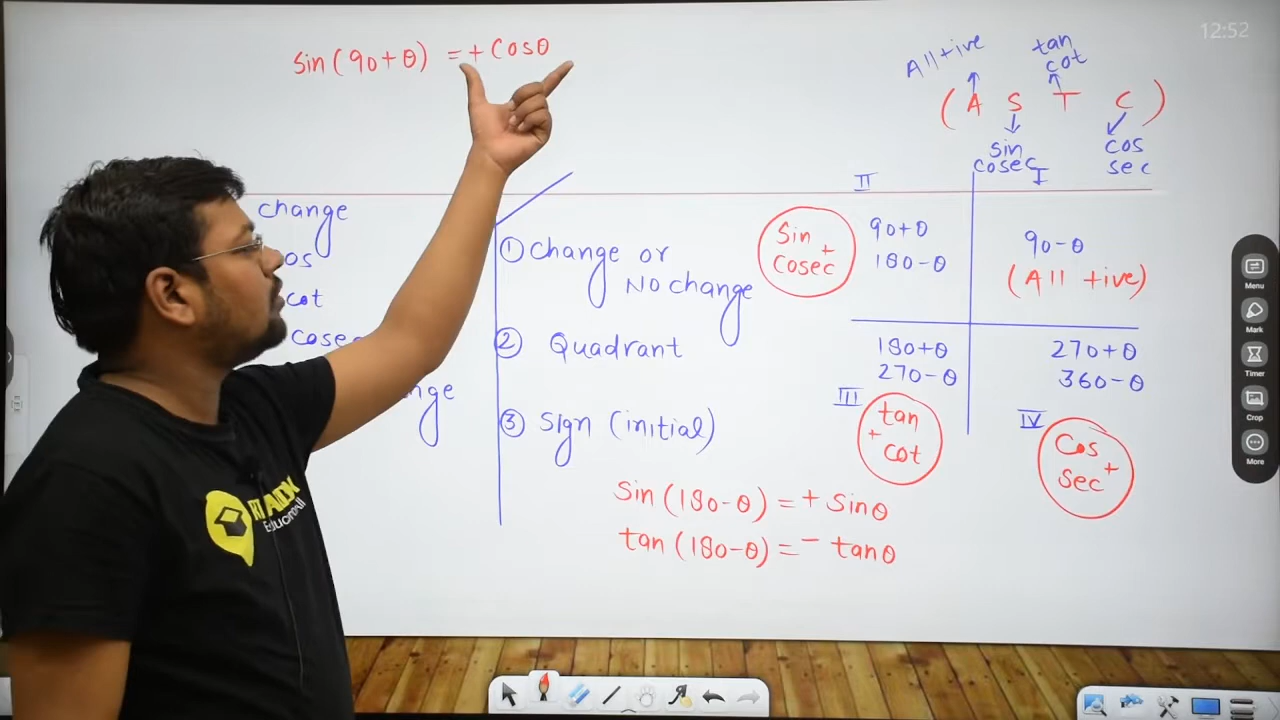 12:52
sin(90+θ) =+ cosθ
All +ive
tan
cot
( A S T C )
sin
cosec
cos
sec
change
cot
cosec
① Change or
No change
② Quadrant
③ Sign (initial)
sin(180-θ) = + sinθ
tan(180-θ) = - tanθ
II
Sin +
Cosec
90+θ
180-θ
I
90-θ
(All +ive)
180+θ
270-θ
III
tan
+ cot
270+θ
360-θ
IV
Cos
sec +
Menu
Mark
Timer
Crop
More